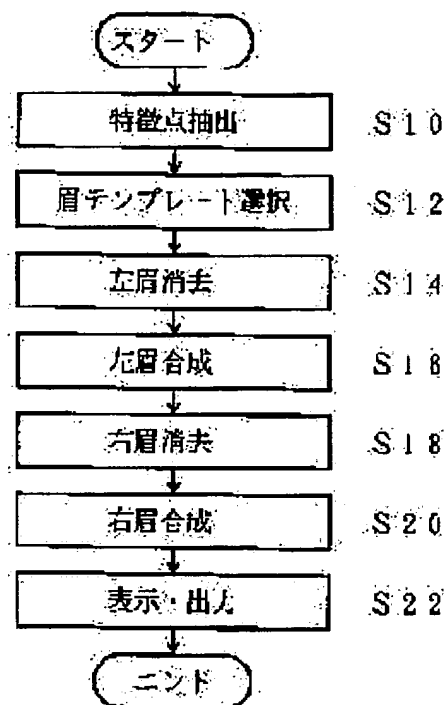 スタート
特徴点抽出 S10
眉テンプレート選択 S12
左眉消去 S14
左眉合成 S16
右眉消去 S18
右眉合成 S20
表示・出力 S22
エンド